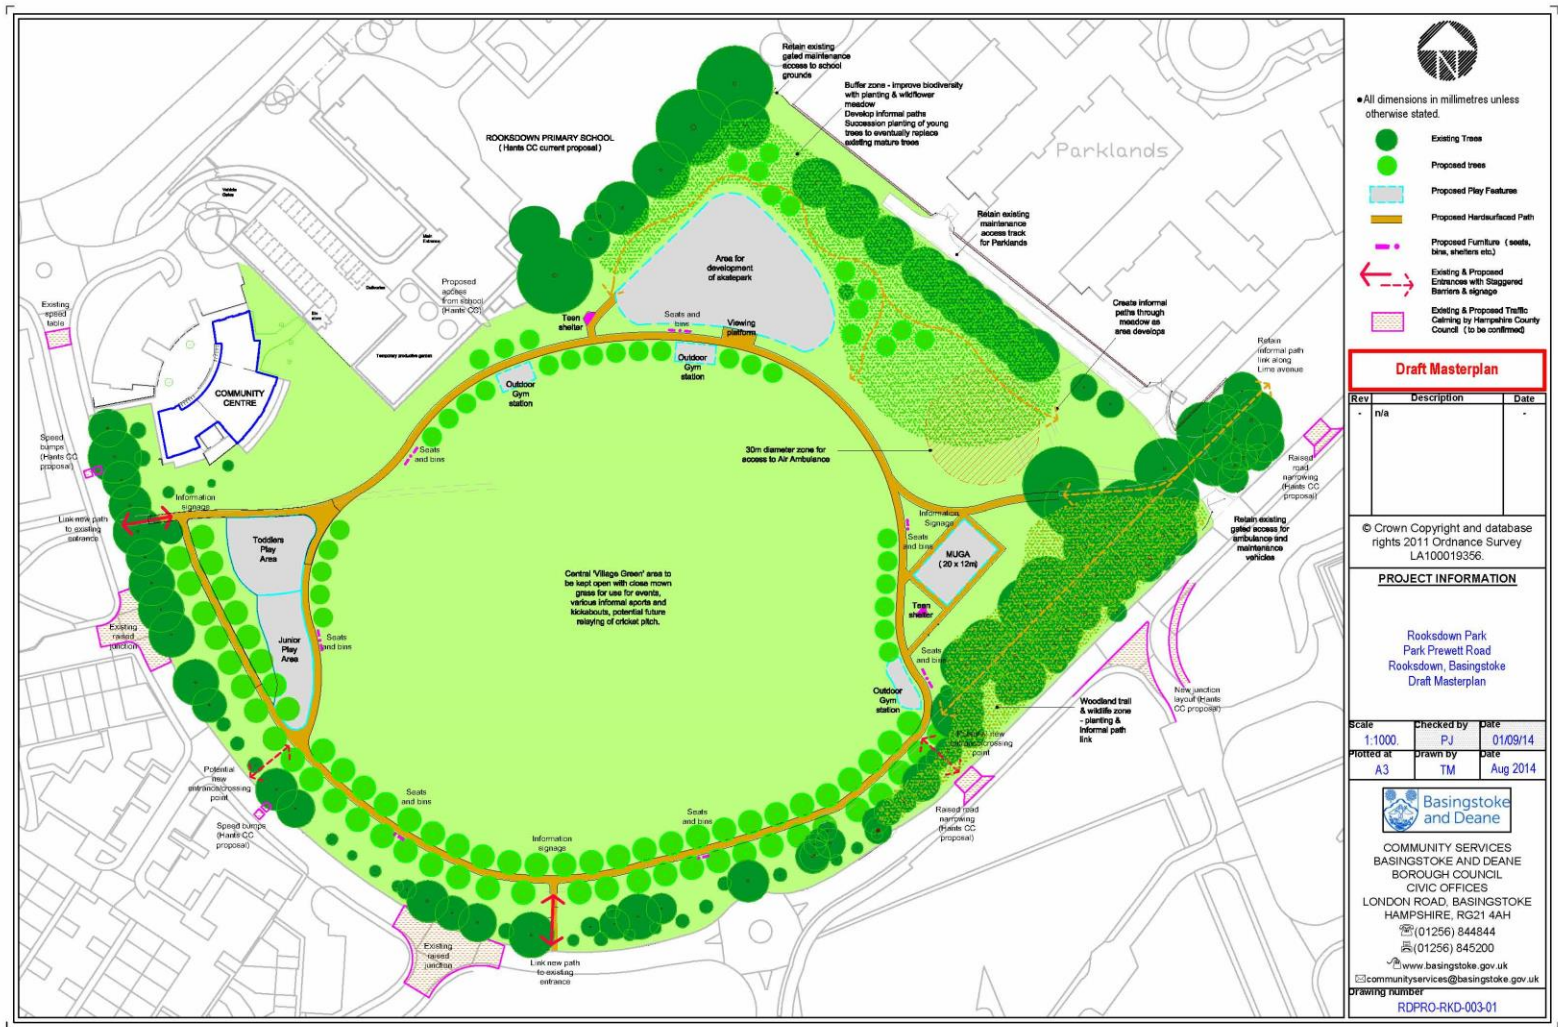 Retain existing
gated maintenance
access to school
grounds
Buffer zone - improve biodiversity
with planting & wildflower
meadow
Develop informal paths
Succession planting of young
trees to eventually replace
existing mature trees
ROOKSDOWN PRIMARY SCHOOL
( Hants CC current proposal )
Parklands
Vehicle
Gates
Main
Entrance
Retain existing
maintenance
access track
for Parklands
Area for
development
of skatepark
Proposed
access
from school
(Hants CC)
Existing
speed
table
Teen
shelter
Seats and
bins
Viewing
platform
Create informal
paths through
meadow as
area develops
Temporary productive garden
Outdoor
Gym
station
Outdoor
Gym
station
Retain
informal path
link along
Lime avenue
COMMUNITY
CENTRE
Speed
bumps
(Hants CC
proposal)
Seats
and bins
30m diameter zone for
access to Air Ambulance
Raised
road
narrowing
(Hants CC
proposal)
Information
signage
Link new path
to existing
entrance
Information
Signage
Seats
and bins
Retain existing
gated access for
ambulance and
maintenance
vehicles
Toddlers
Play
Area
MUGA
( 20 x 12m)
Central 'Village Green' area to
be kept open with close mown
grass for use for events,
various informal sports and
kickabouts, potential future
relaying of cricket pitch.
Teen
shelter
Existing
raised
junction
Junior
Play
Area
Seats
and bins
Seats
and bins
Outdoor
Gym
station
Woodland trail
& wildlife zone
- planting &
informal path
link
New junction
layout (Hants
CC proposal)
Potential
new
entrance/crossing
point
Potential new
entrance/crossing
point
Seats
and bins
Speed bumps
(Hants CC
proposal)
Seats
and bins
Raised road
narrowing
(Hants CC
proposal)
Information
signage
Existing
raised
junction
Link new path
to existing
entrance
N
•All dimensions in millimetres unless
otherwise stated.
Existing Trees
Proposed trees
Proposed Play Features
Proposed Hardsurfaced Path
Proposed Furniture ( seats,
bins, shelters etc.)
Existing & Proposed
Entrances with Staggered
Barriers & signage
Existing & Proposed Traffic
Calming by Hampshire County
Council ( to be confirmed)
Draft Masterplan
Rev Description Date
- n/a -
© Crown Copyright and database
rights 2011 Ordnance Survey
LA100019356.
PROJECT INFORMATION
Rooksdown Park
Park Prewett Road
Rooksdown, Basingstoke
Draft Masterplan
Scale Checked by Date
1:1000. PJ 01/09/14
Plotted at Drawn by Date
A3 TM Aug 2014
Basingstoke
and Deane
COMMUNITY SERVICES
BASINGSTOKE AND DEANE
BOROUGH COUNCIL
CIVIC OFFICES
LONDON ROAD, BASINGSTOKE
HAMPSHIRE, RG21 4AH
(01256) 844844
(01256) 845200
www.basingstoke.gov.uk
communityservices@basingstoke.gov.uk
Drawing number
RDPRO-RKD-003-01